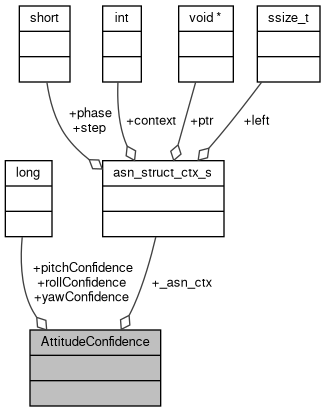 short
int
void *
ssize_t
+phase
+step
+context
+ptr
+left
long
asn_struct_ctx_s
+pitchConfidence
+rollConfidence
+yawConfidence
+_asn_ctx
AttitudeConfidence